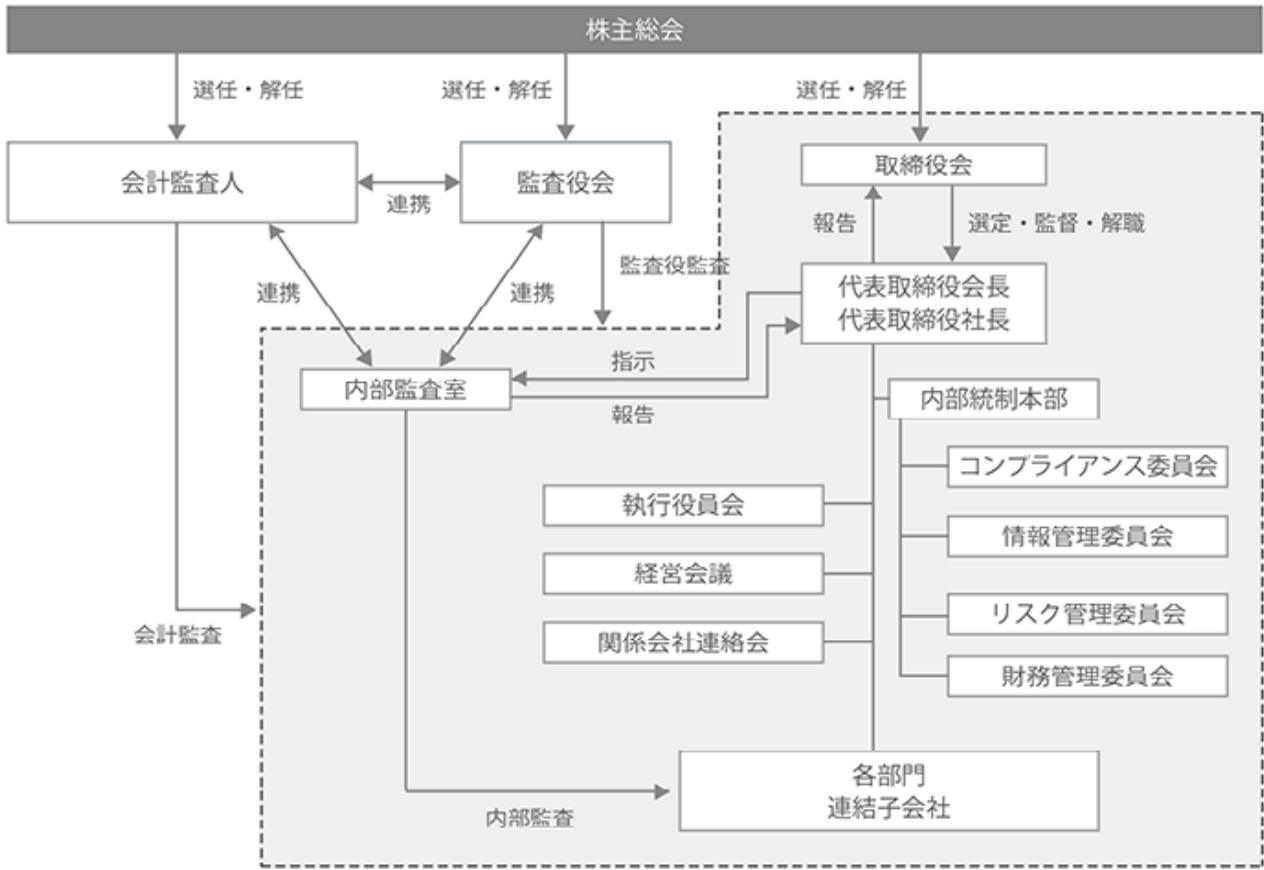 株主総会
選任・解任
選任・解任
選任・解任
会計監査人
連携
監査役会
取締役会
報告
選定・監督・解職
監査役監査
連携
連携
代表取締役会長
代表取締役社長
指示
内部監査室
報告
内部統制本部
コンプライアンス委員会
執行役員会
情報管理委員会
経営会議
リスク管理委員会
会計監査
関係会社連絡会
財務管理委員会
各部門
連結子会社
内部監査